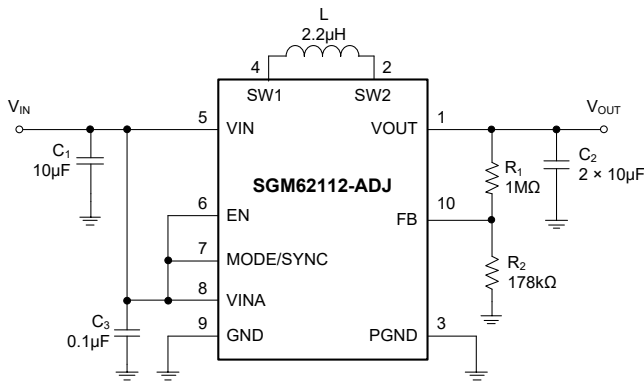 L
2.2μH
4
2
SW1
SW2
VIN
5
VIN
VOUT
1
VOUT
C1
10μF
SGM62112-ADJ
R1
1MΩ
C2
2 × 10μF
6
EN
FB
10
7
MODE/SYNC
R2
178kΩ
8
VINA
C3
0.1μF
9
GND
PGND
3